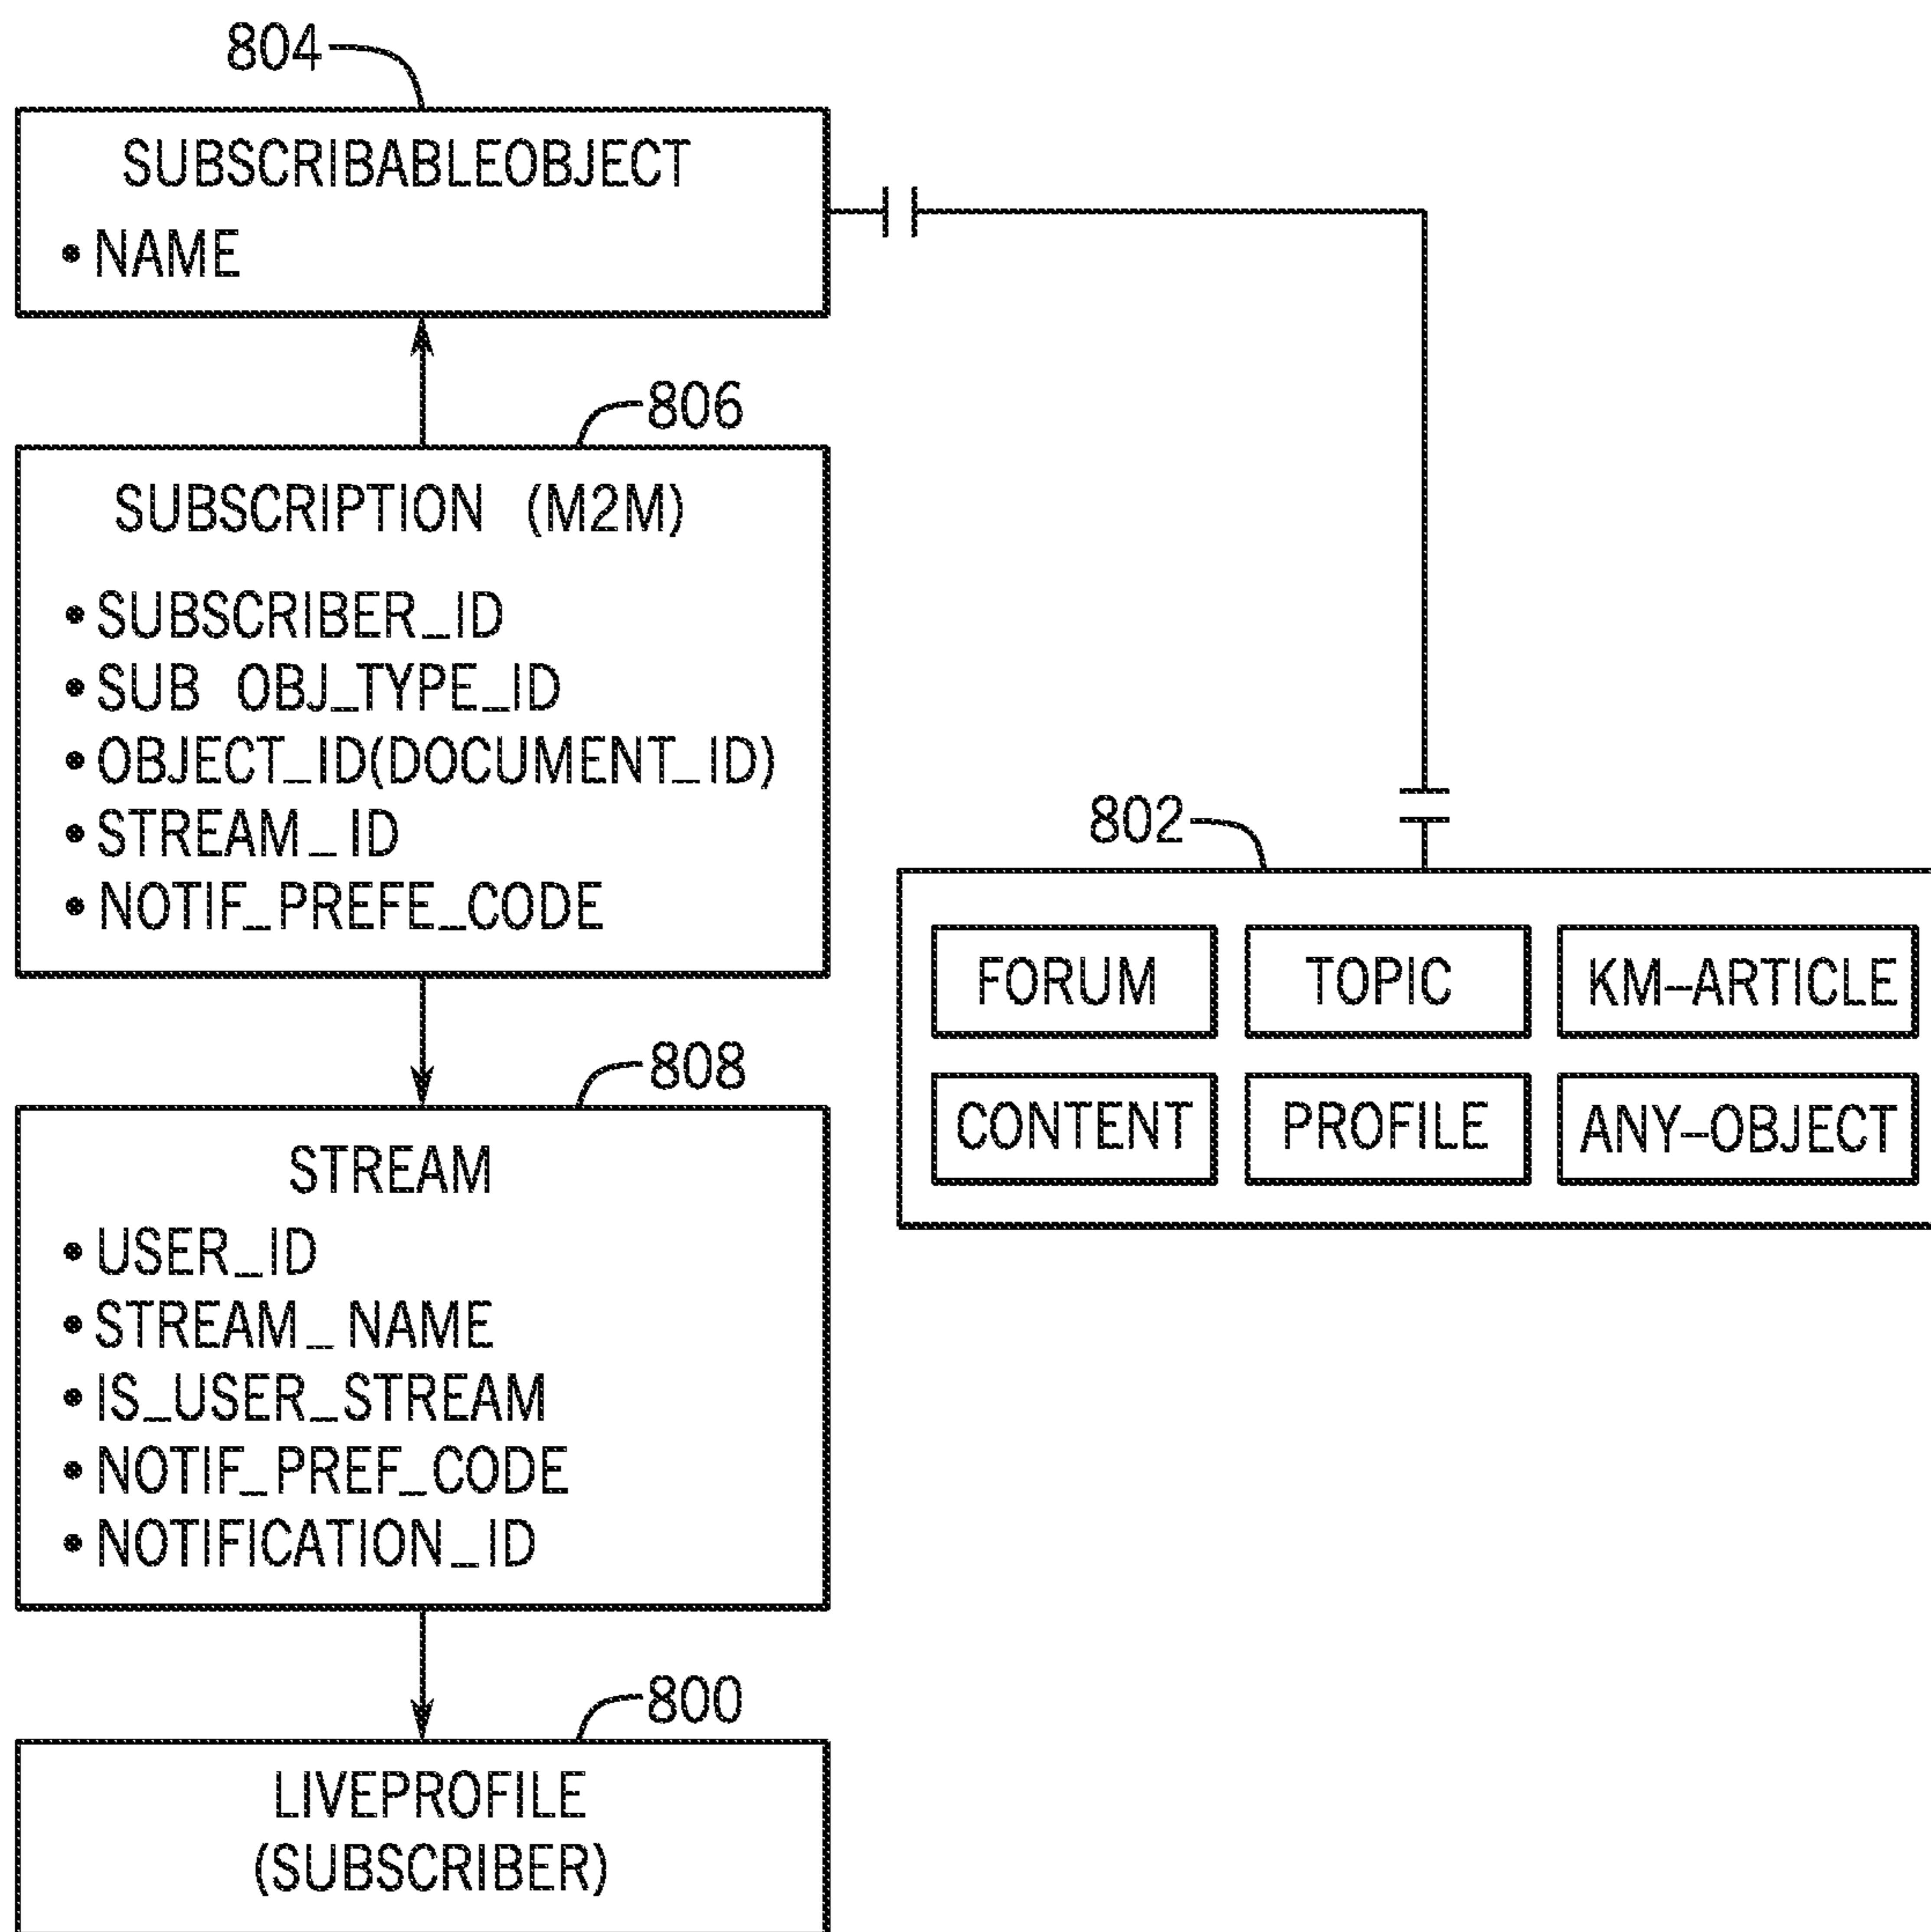 804
SUBSCRIBABLEOBJECT
• NAME
806
SUBSCRIPTION (M2M)
• SUBSCRIBER_ID
• SUB OBJ_TYPE_ID
• OBJECT_ID(DOCUMENT_ID)
• STREAM_ID
• NOTIF_PREFE_CODE
802
FORUM TOPIC KM-ARTICLE
CONTENT PROFILE ANY-OBJECT
808
STREAM
• USER_ID
• STREAM_NAME
• IS_USER_STREAM
• NOTIF_PREF_CODE
• NOTIFICATION_ID
800
LIVEPROFILE
(SUBSCRIBER)